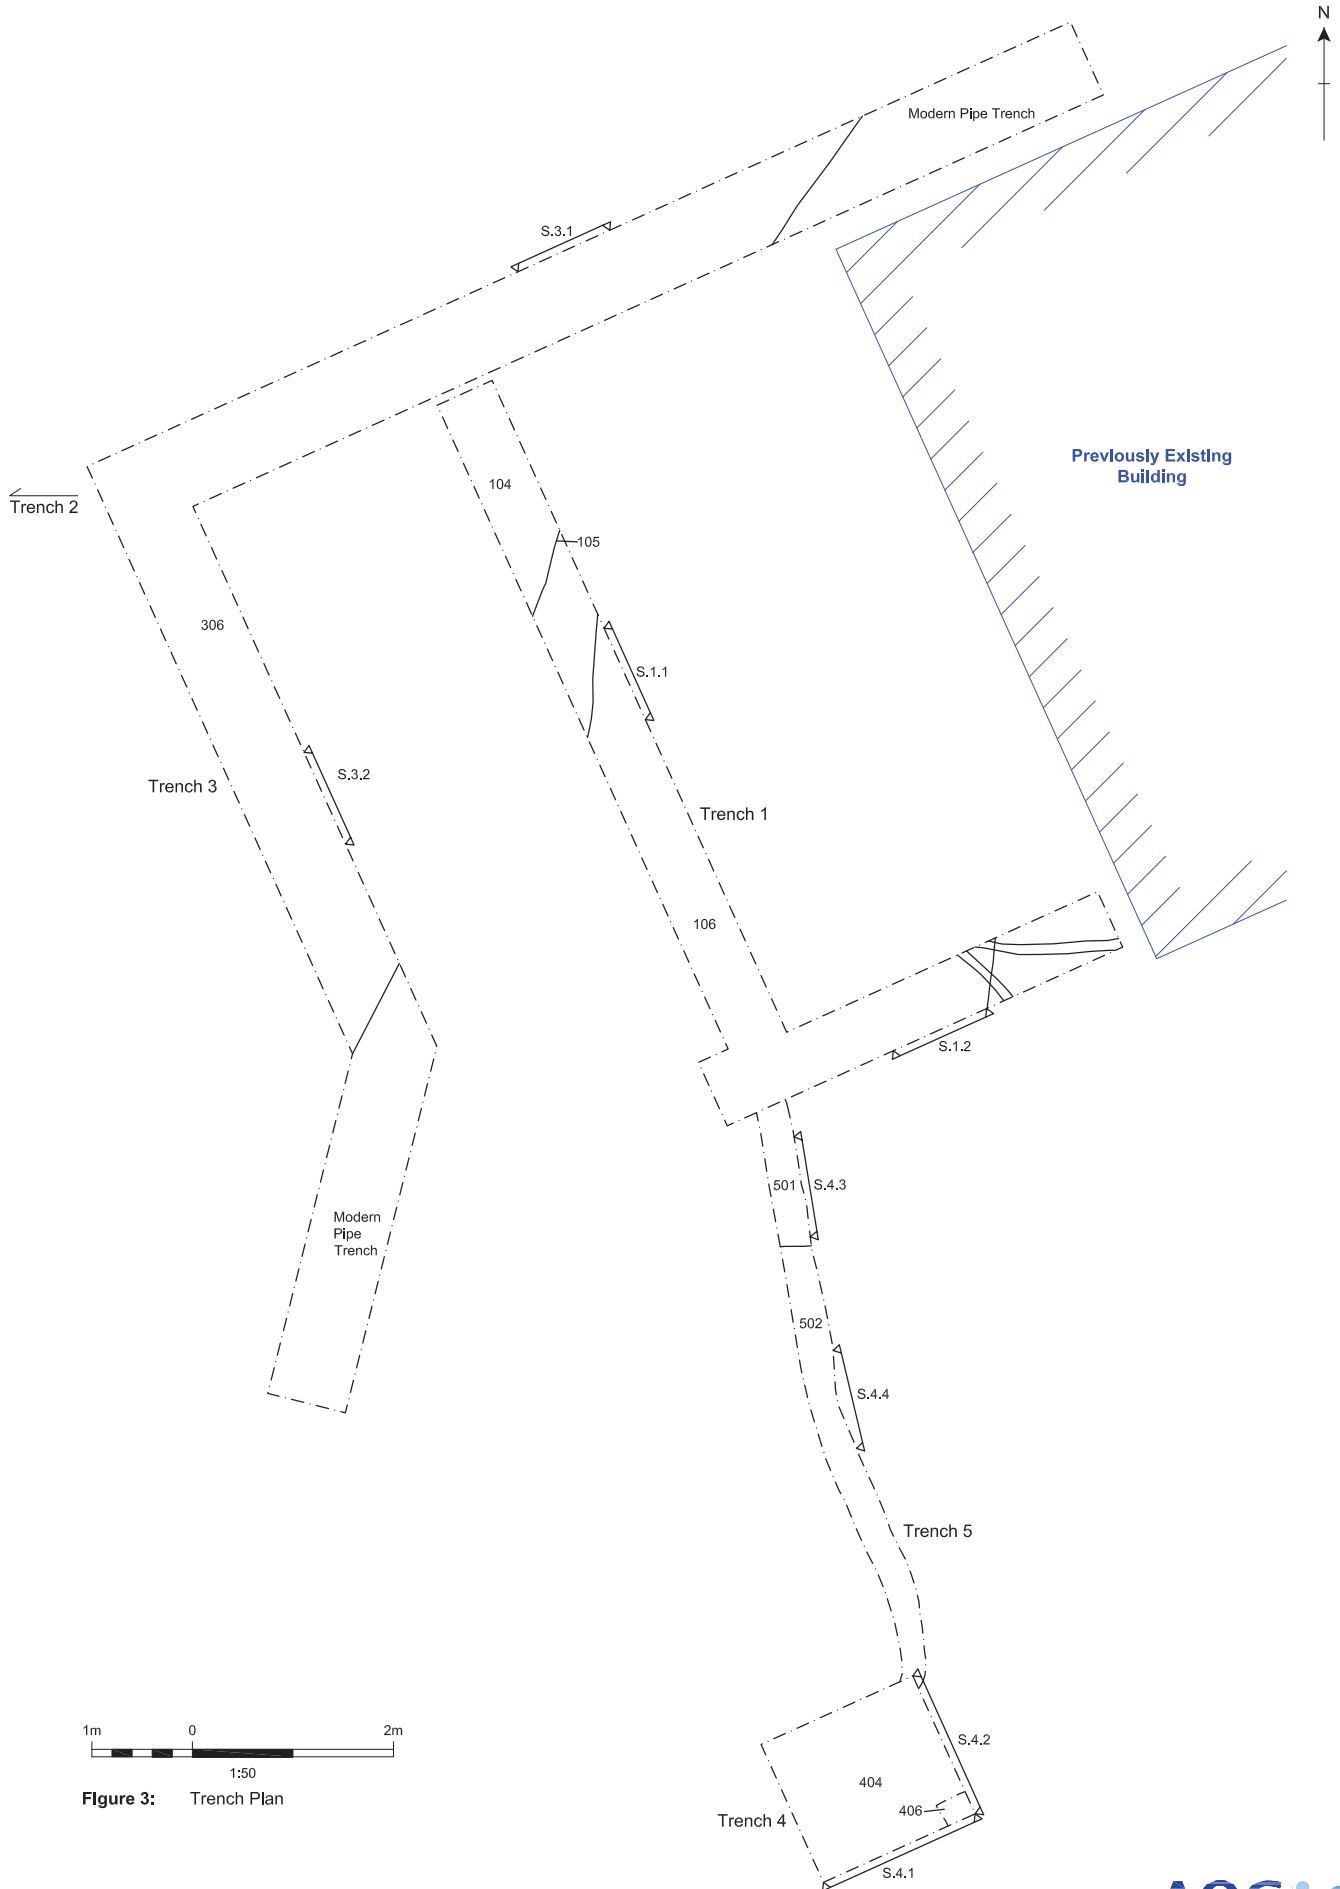 N
Modern Pipe Trench
S.3.1
Previously Existing
Building
104
Trench 2
105
306
S.1.1
S.3.2
Trench 3
Trench 1
106
S.1.2
501
S.4.3
Modern
Pipe
Trench
502
S.4.4
Trench 5
1m 0 2m
1:50
S.4.2
404
Figure 3: Trench Plan
406
Trench 4
S.4.1